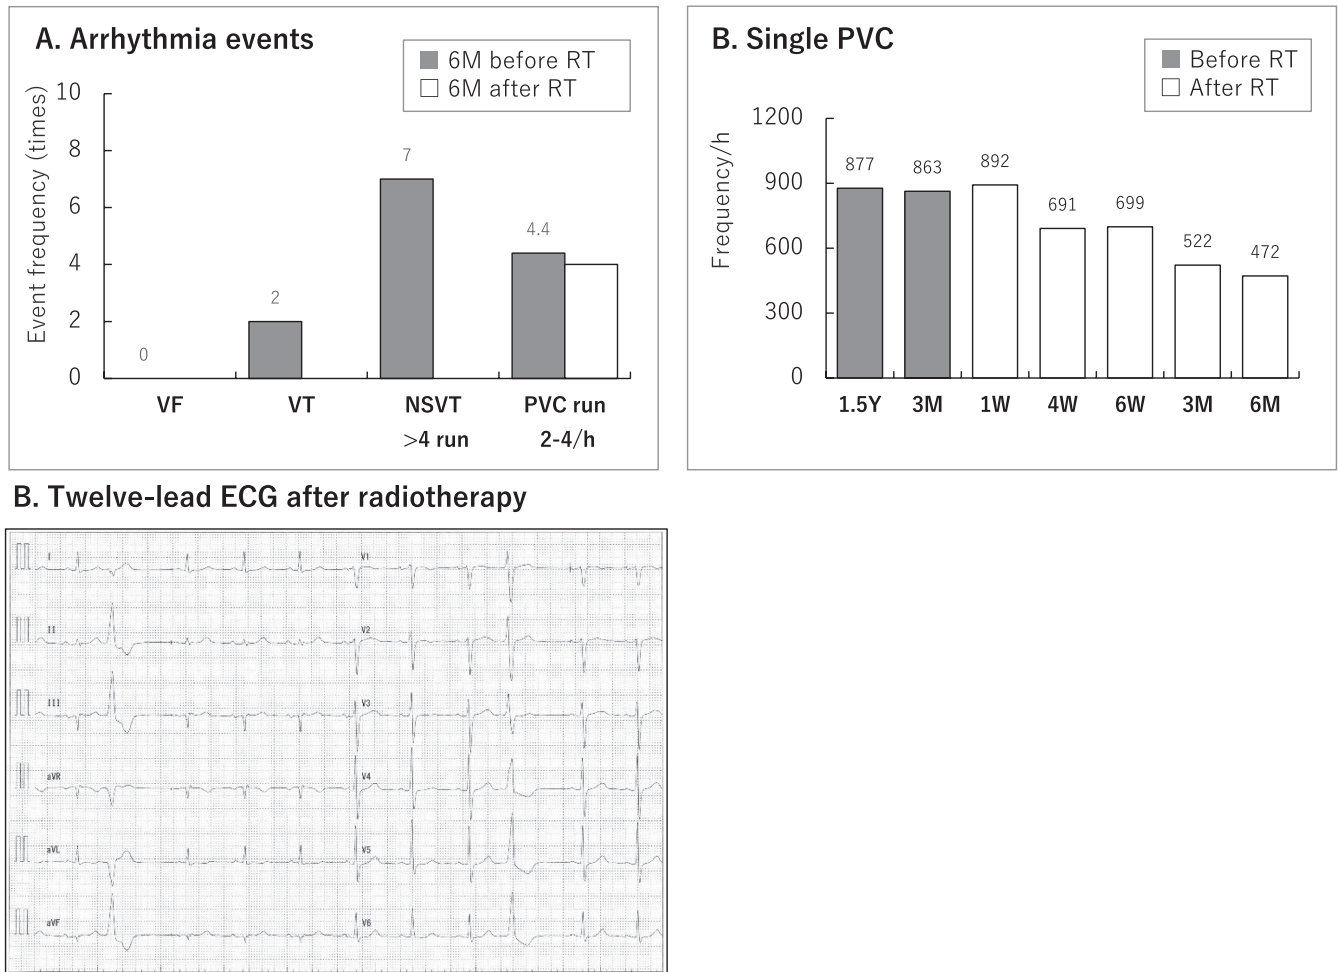 A. Arrhythmia events
6M before RT
6M after RT
Event frequency (times)
10
8
6
4
2
0
0
2
7
4.4
VF
VT
NSVT
PVC run
>4 run
2-4/h
B. Single PVC
Before RT
After RT
Frequency/h
1200
900
600
300
0
877
863
892
691
699
522
472
1.5Y
3M
1W
4W
6W
3M
6M
B. Twelve-lead ECG after radiotherapy
I
V1
II
V2
III
V3
aVR
V4
aVL
V5
aVF
V6